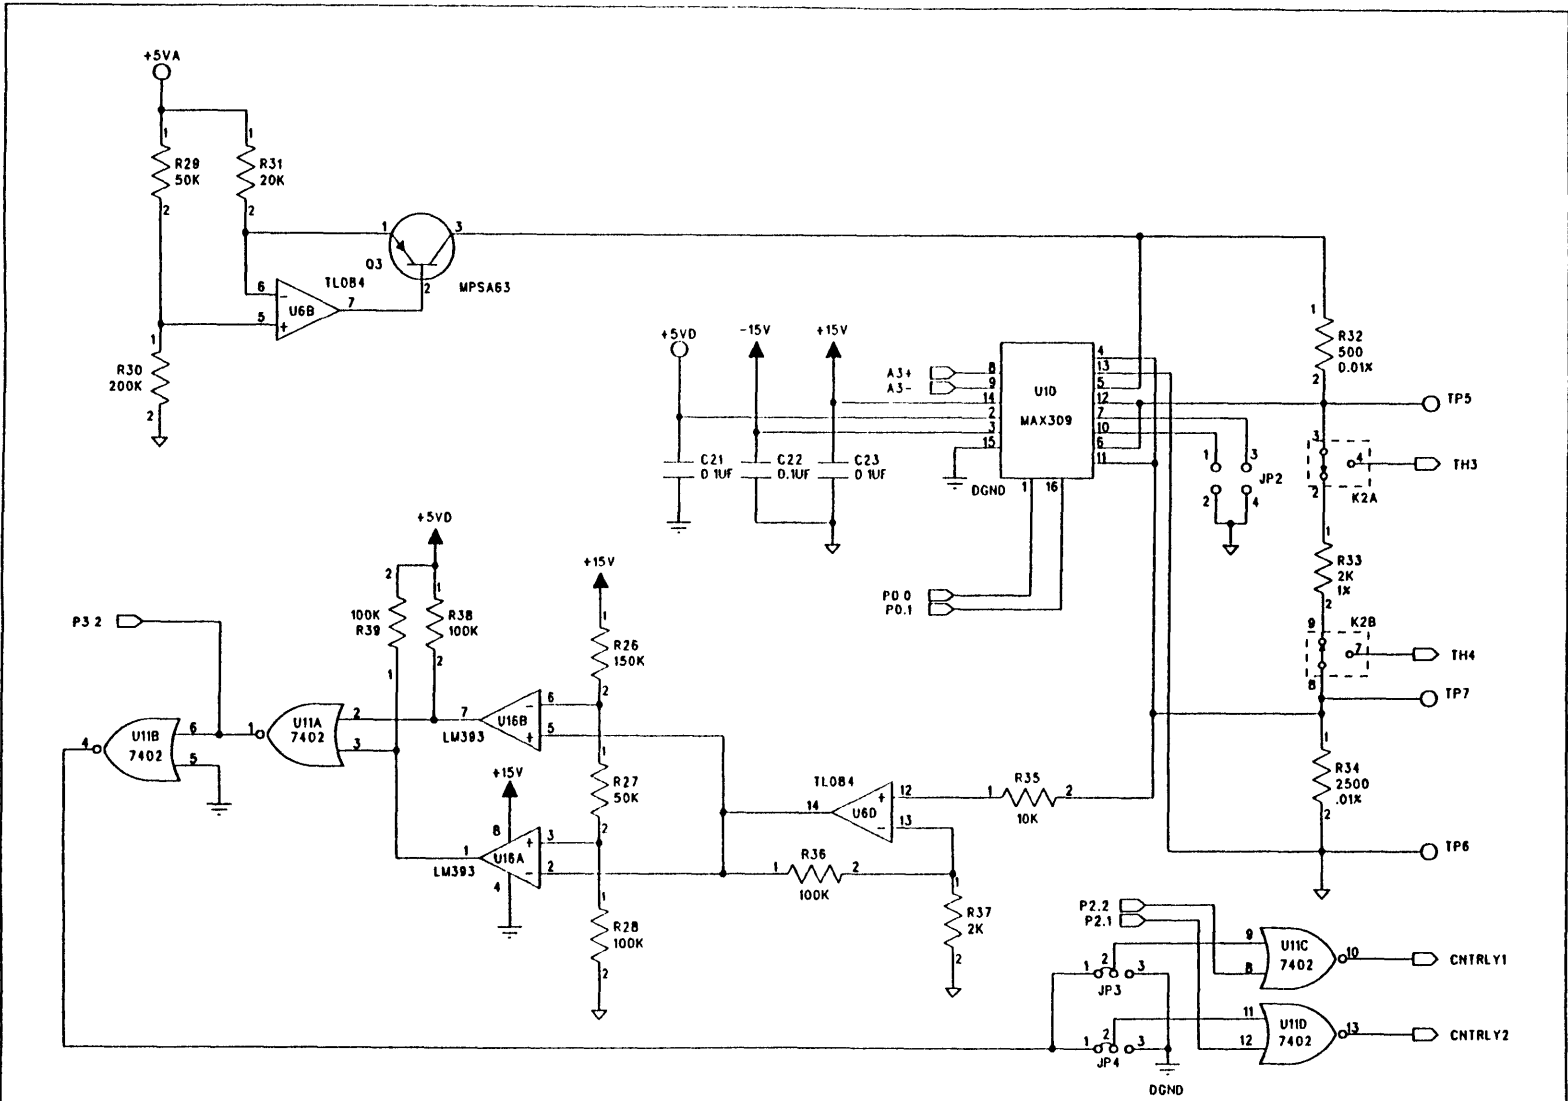 +5VA
1
1
R29
50K
R31
20K
2
2
1
3
Q3
2
MPSA63
TL084
6
-
U6B
7
5
+
1
R30
200K
2
+5VD
-15V
+15V
A3+
8
A3-
9
14
2
3
15
U10
MAX309
4
13
5
12
7
10
6
11
1
16
DGND
C21
0.1UF
C22
0.1UF
C23
0.1UF
1
R32
500
0.01%
2
TP5
3
4
TH3
2
K2A
1
3
JP2
2
4
1
R33
2K
1%
2
P0.0
P0.1
9
K2B
7
TH4
8
TP7
+5VD
2
1
100K
R39
R38
100K
1
2
+15V
1
R26
150K
2
P3.2
4
U11B
7402
6
5
1
U11A
7402
2
3
7
U16B
LM393
6
-
5
+
1
R27
50K
2
+15V
8
1
U16A
LM393
3
+
2
-
4
1
R28
100K
2
TL084
14
U6D
+
12
-
13
R35
1
2
10K
R36
1
2
100K
1
R37
2K
2
1
R34
2500
.01%
2
TP6
P2.2
P2.1
9
8
U11C
7402
10
CNTRLY1
1
2
3
JP3
11
12
U11D
7402
13
CNTRLY2
1
2
3
JP4
DGND